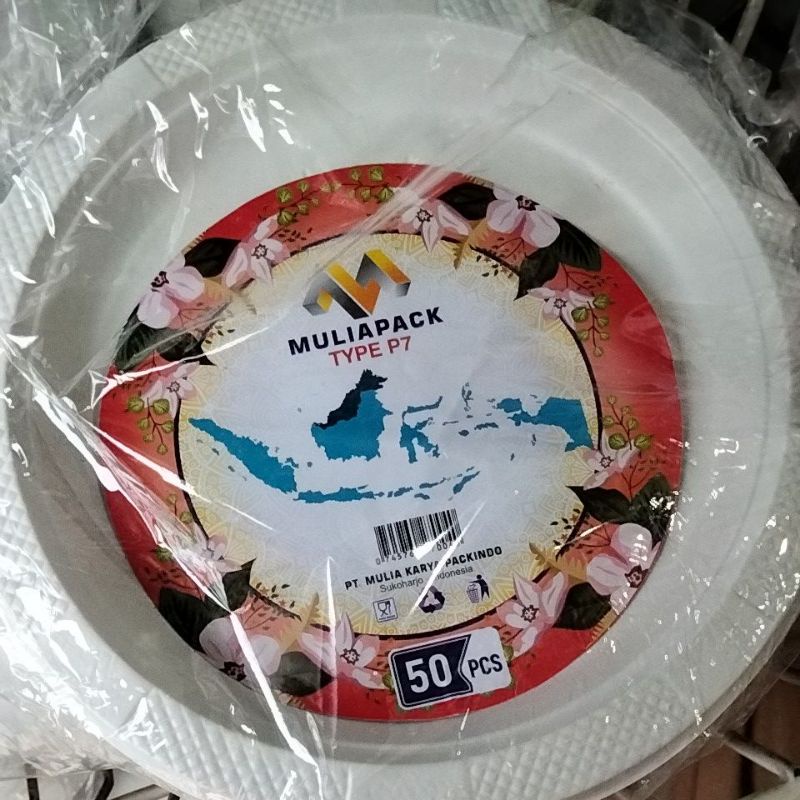 MULIAPACK
TYPE P7
PT. MULIA KARYA PACKINDO
Sukoharjo Indonesia
50 PCS